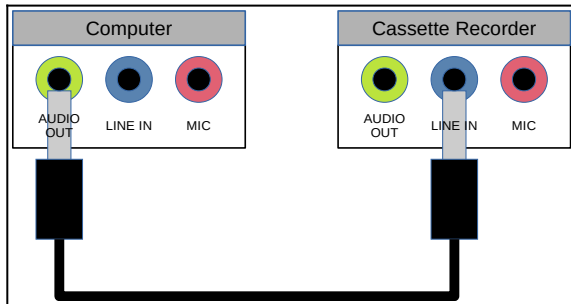 Computer
Cassette Recorder
AUDIO
OUT
LINE IN
MIC
AUDIO
OUT
LINE IN
MIC